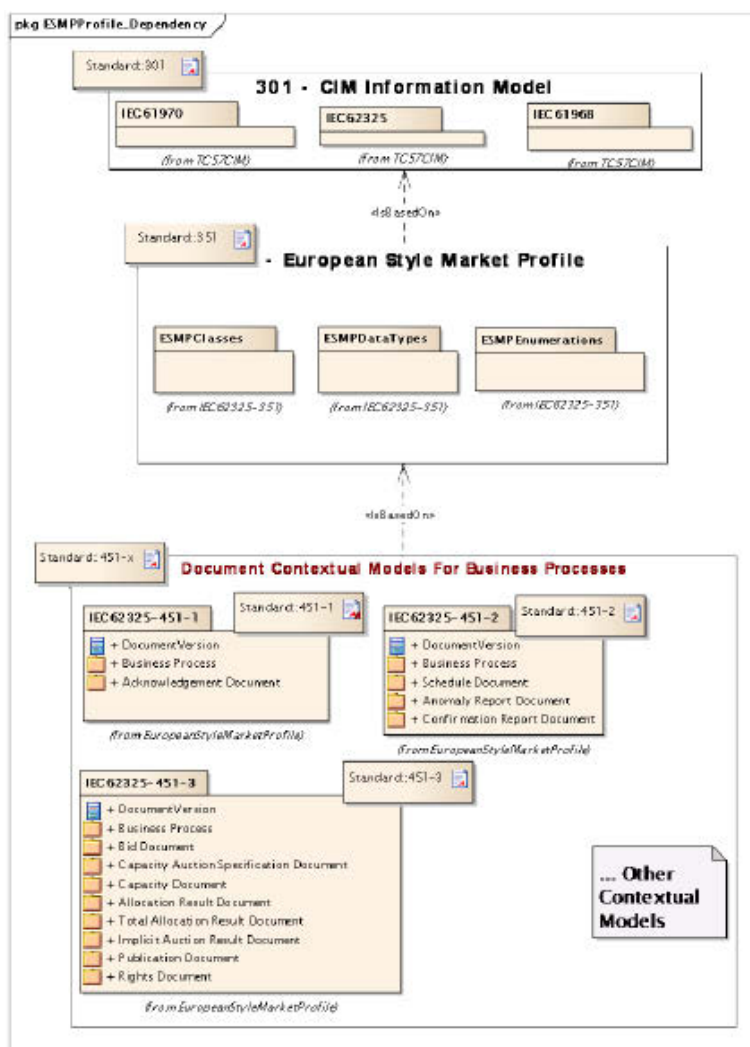 pkg ESMPProfile_Dependency
Standard:301
301 - CIM Information Model
IEC61970
IEC62325
IEC61968
(from TC57CIM)
(from TC57CIM)
(from TC57CIM)
«IsBasedOn»
Standard:351
- European Style Market Profile
ESMPClasses
ESMPDataTypes
ESMPEnumerations
(from IEC62325-351)
(from IEC62325-351)
(from IEC62325-351)
«IsBasedOn»
Standard:451-x
Document Contextual Models For Business Processes
IEC62325-451-1
Standard:451-1
+ DocumentVersion
+ Business Process
+ Acknowledgement Document
(from EuropeanStyleMarketProfile)
IEC62325-451-2
Standard:451-2
+ DocumentVersion
+ Business Process
+ Schedule Document
+ Anomaly Report Document
+ Confirmation Report Document
(from EuropeanStyleMarketProfile)
IEC62325-451-3
Standard:451-3
+ DocumentVersion
+ Business Process
+ Bid Document
+ Capacity Auction Specification Document
+ Capacity Document
+ Allocation Result Document
+ Total Allocation Result Document
+ Implicit Auction Result Document
+ Publication Document
+ Rights Document
(from EuropeanStyleMarketProfile)
... Other
Contextual
Models